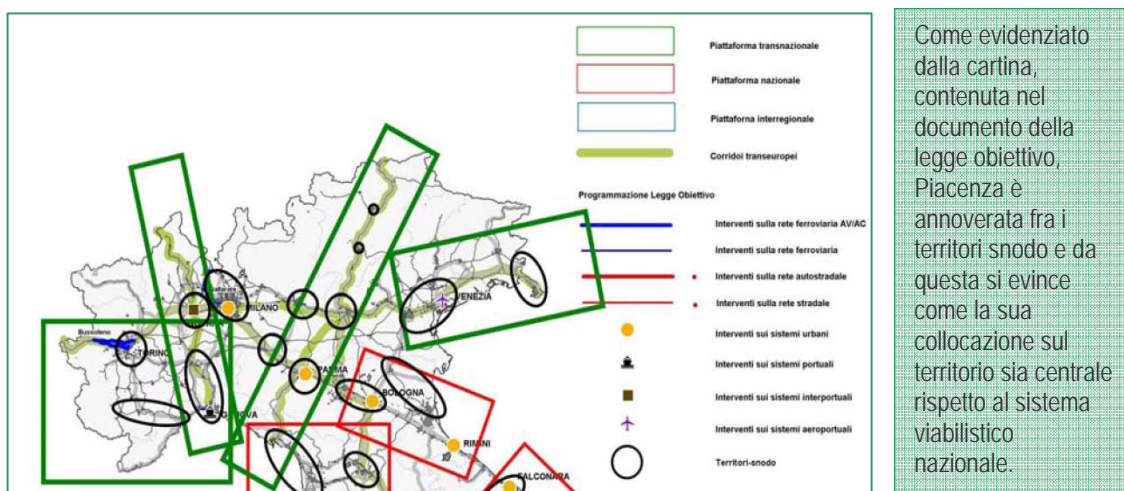 Piattaforma transnazionale
Piattaforma nazionale
Piattaforna interregionale
Corridoi transeuropei
Programmazione Legge Obiettivo
Interventi sulla rete ferroviaria AV/AC
Interventi sulla rete ferroviaria
Interventi sulla rete autostradale
Interventi sulla rete stradale
Interventi sui sistemi urbani
Interventi sui sistemi portuali
Interventi sui sistemi interportuali
Interventi sui sistemi aeroportuali
Territori-snodo
MILANO
VENEZIA
Bussoleno
TORINO
PARMA
BOLOGNA
GENOVA
RIMINI
FALCONARA
Come evidenziato
dalla cartina,
contenuta nel
documento della
legge obiettivo,
Piacenza è
annoverata fra i
territori snodo e da
questa si evince
come la sua
collocazione sul
territorio sia centrale
rispetto al sistema
viabilistico
nazionale.